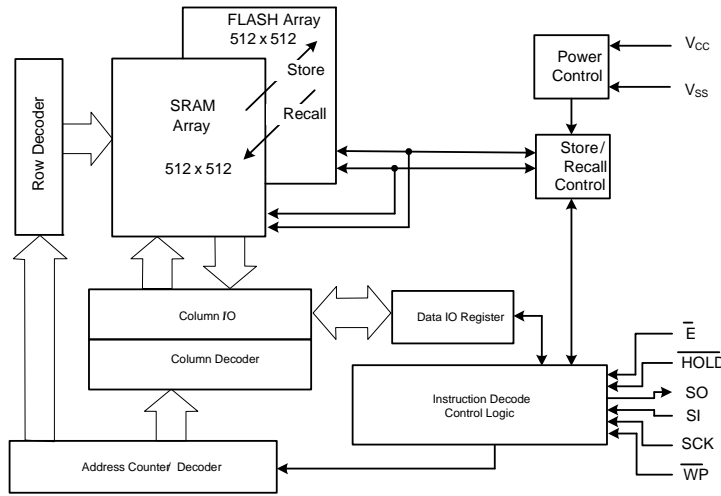 FLASH Array
512 x 512
Store
Recall
SRAM
Array
512 x 512
Row Decoder
Power
Control
VCC
VSS
Store/
Recall
Control
Column I/O
Column Decoder
Data IO Register
Instruction Decode
Control Logic
E
HOLD
SO
SI
SCK
WP
Address Counter/ Decoder